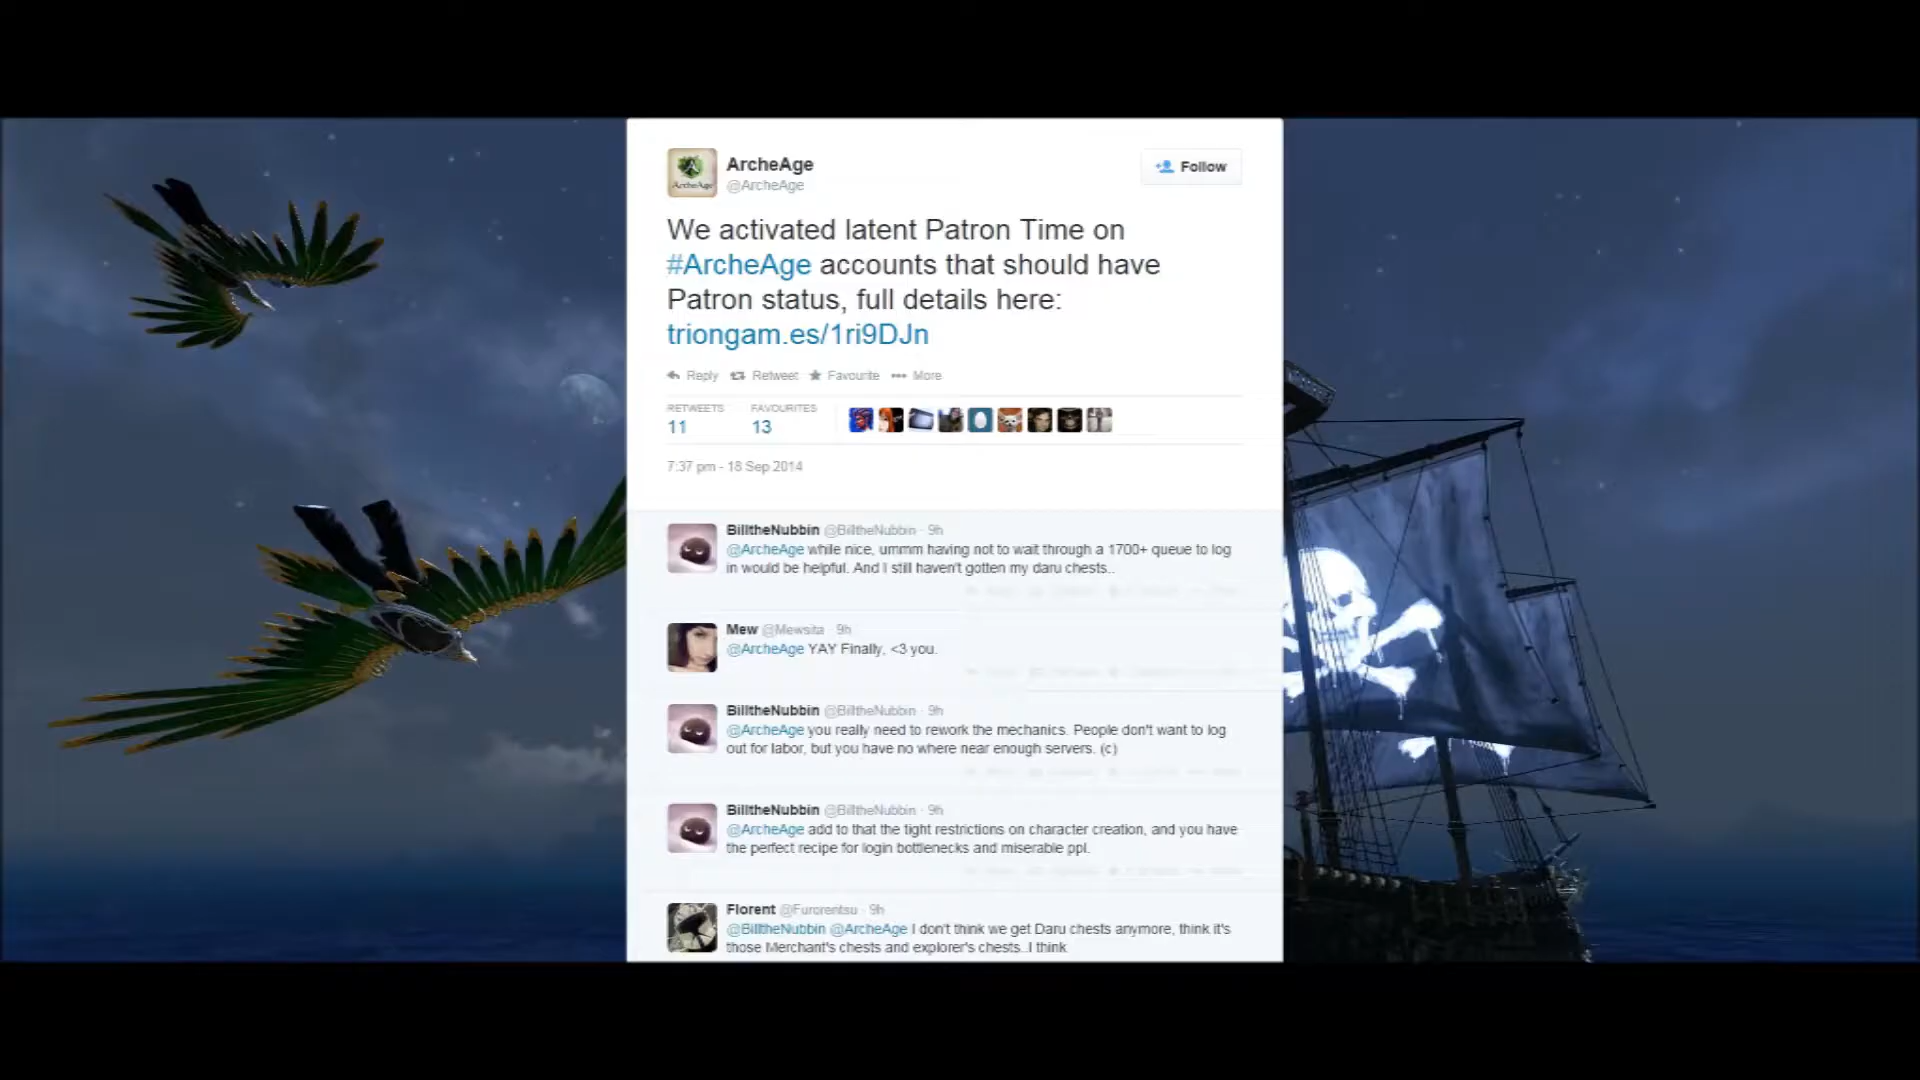 ArcheAge
ArcheAge
@ArcheAge
Follow
We activated latent Patron Time on
#ArcheAge accounts that should have
Patron status, full details here:
triongam.es/1ri9DJn
Reply Retweet Favourite ••• More
RETWEETS FAVOURITES
11 13
7:37 pm - 18 Sep 2014
BilltheNubbin @BilltheNubbin · 9h
@ArcheAge while nice, ummm having not to wait through a 1700+ queue to log
in would be helpful. And I still haven't gotten my daru chests..
Mew @Mewsita · 9h
@ArcheAge YAY Finally, <3 you.
BilltheNubbin @BilltheNubbin · 9h
@ArcheAge you really need to rework the mechanics. People don't want to log
out for labor, but you have no where near enough servers. (c)
BilltheNubbin @BilltheNubbin · 9h
@ArcheAge add to that the tight restrictions on character creation, and you have
the perfect recipe for login bottlenecks and miserable ppl.
Florent @Furorentsu · 9h
@BilltheNubbin @ArcheAge I don't think we get Daru chests anymore, think it's
those Merchant's chests and explorer's chests..I think